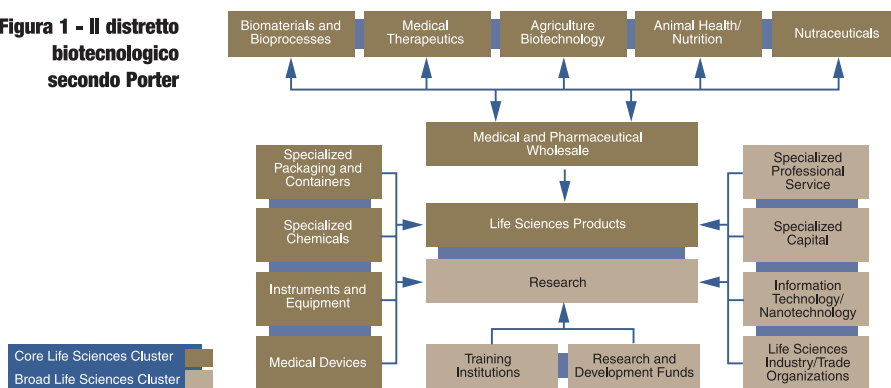 Figura 1 - Il distretto
biotecnologico
secondo Porter
Biomaterials and
Bioprocesses
Medical
Therapeutics
Agriculture
Biotechnology
Animal Health/
Nutrition
Nutraceuticals
Medical and Pharmaceutical
Wholesale
Specialized
Packaging and
Containers
Specialized
Chemicals
Instruments and
Equipment
Medical Devices
Life Sciences Products
Research
Training
Institutions
Research and
Development Funds
Specialized
Professional
Service
Specialized
Capital
Information
Technology/
Nanotechnology
Life Sciences
Industry/Trade
Organizations
Core Life Sciences Cluster
Broad Life Sciences Cluster